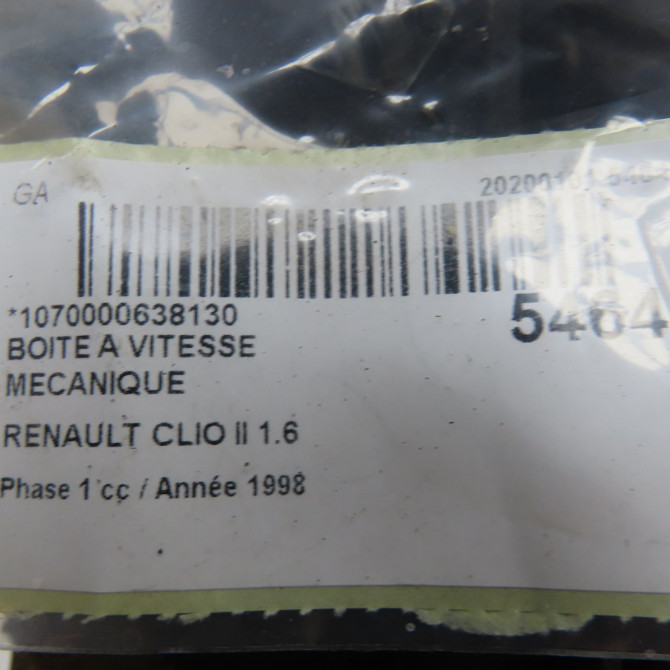 GA
*1070000638130
BOITE A VITESSE
MECANIQUE
RENAULT CLIO II 1.6
Phase 1 cc / Année 1998